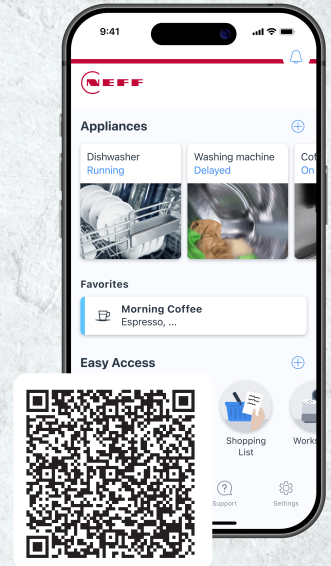 9:41
NEFF
Appliances
Dishwasher
Running
Washing machine
Delayed
Cof
On
Favorites
Morning Coffee
Espresso, ...
Easy Access
Shopping
List
Works
Support
Settings